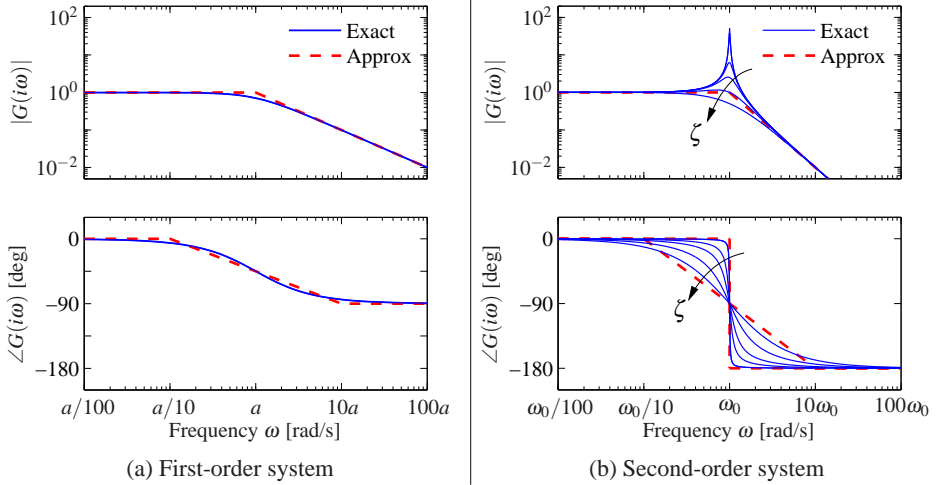 10^2
10^0
10^-2
|G(iω)|
Exact
Approx
0
-90
-180
∠G(iω) [deg]
a/100 a/10 a 10a 100a
Frequency ω [rad/s]
(a) First-order system
10^2
10^0
10^-2
|G(iω)|
Exact
Approx
ζ
0
-90
-180
∠G(iω) [deg]
ζ
ω0/100 ω0/10 ω0 10ω0 100ω0
Frequency ω [rad/s]
(b) Second-order system